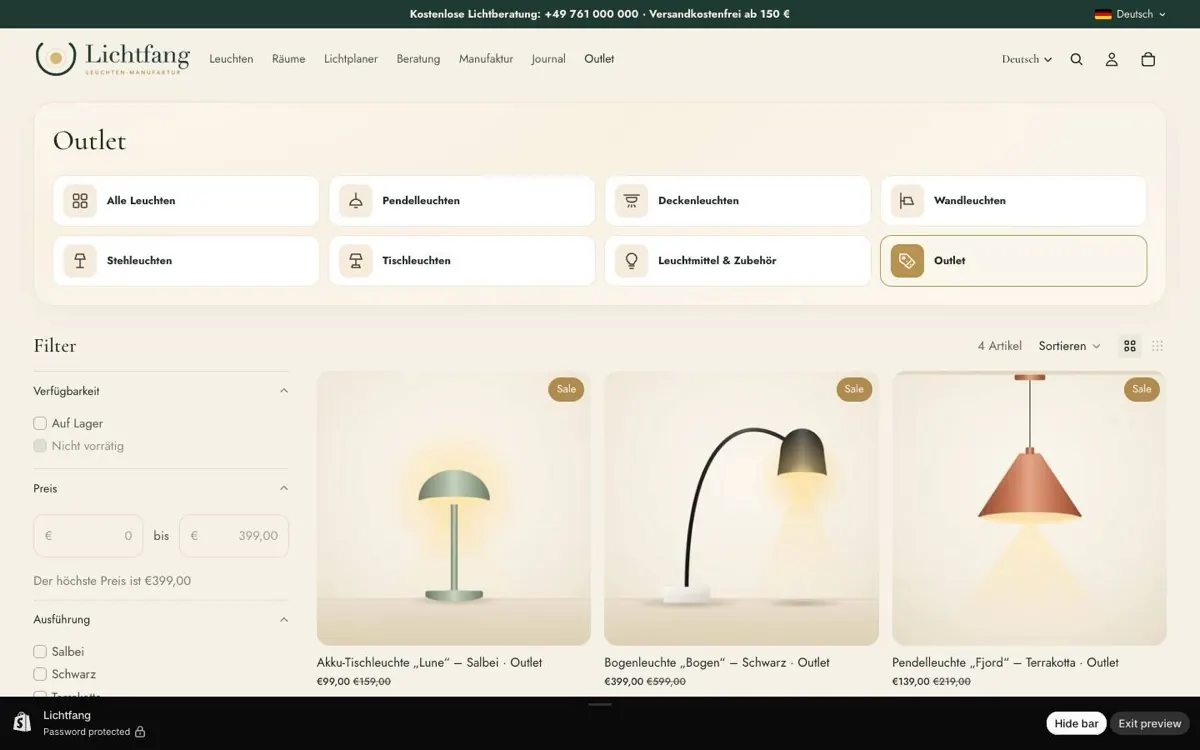 Kostenlose Lichtberatung: +49 761 000 000 · Versandkostenfrei ab 150 €
Deutsch
Lichtfang
LEUCHTEN-MANUFAKTUR
Leuchten
Räume
Lichtplaner
Beratung
Manufaktur
Journal
Outlet
Deutsch
Outlet
Alle Leuchten
Pendelleuchten
Deckenleuchten
Wandleuchten
Stehleuchten
Tischleuchten
Leuchtmittel & Zubehör
Outlet
Filter
4 Artikel
Sortieren
Verfügbarkeit
Auf Lager
Nicht vorrätig
Preis
€ 0 bis € 399,00
Der höchste Preis ist €399,00
Ausführung
Salbei
Schwarz
Terrakotta
Sale
Sale
Sale
Akku-Tischleuchte „Lune“ – Salbei · Outlet
€99,00 €159,00
Bogenleuchte „Bogen“ – Schwarz · Outlet
€399,00 €599,00
Pendelleuchte „Fjord“ – Terrakotta · Outlet
€139,00 €219,00
Lichtfang
Password protected
Hide bar
Exit preview